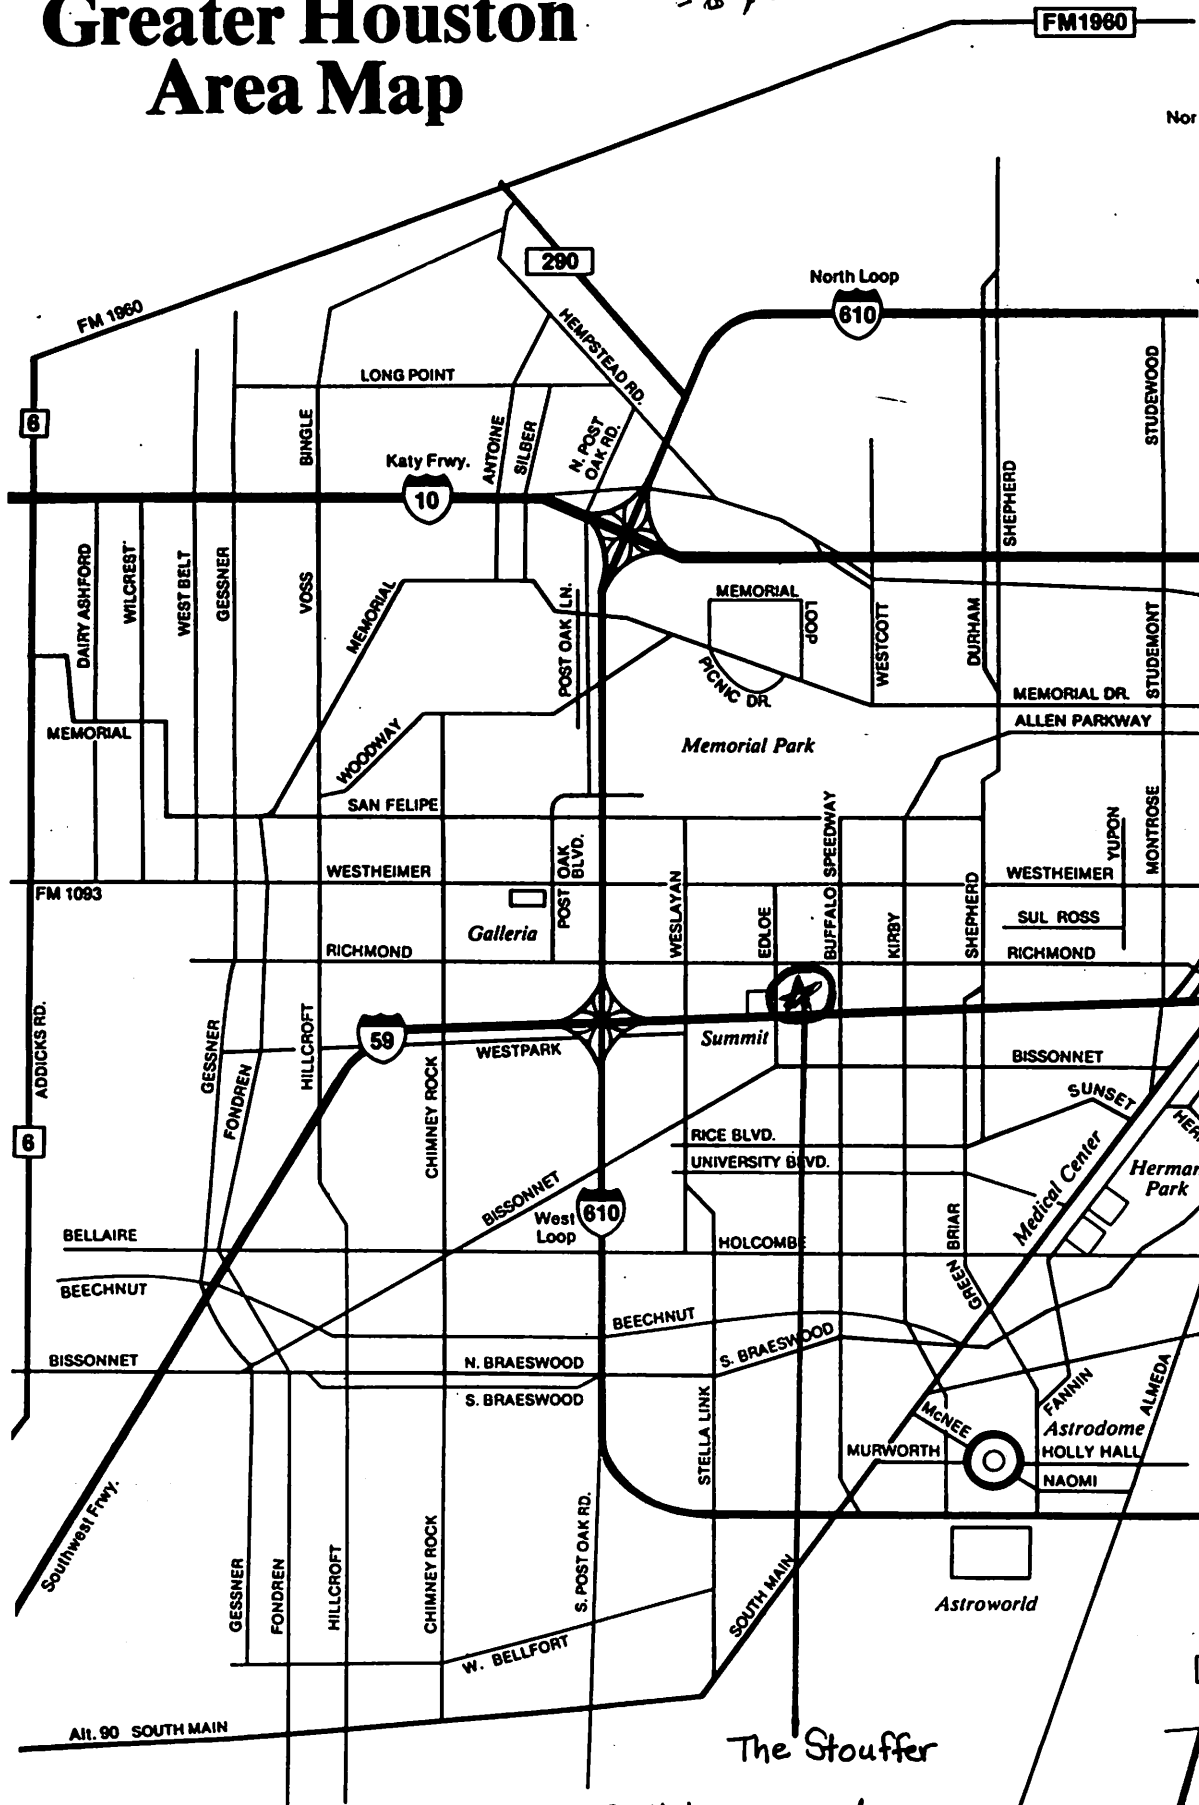 Greater Houston
Area Map
FM1960
Nor
290
North Loop
610
FM 1960
HEMPSTEAD RD.
LONG POINT
STUDEWOOD
6
BINGLE
ANTOINE
SILBER
N. POST
OAK RD.
Katy Frwy.
10
SHEPHERD
DAIRY ASHFORD
WILCREST
WEST BELT
GESSNER
VOSS
MEMORIAL
POST OAK LN.
MEMORIAL
LOOP
PICNIC DR.
WESTCOTT
DURHAM
STUDEMONT
MEMORIAL DR.
ALLEN PARKWAY
MEMORIAL
WOODWAY
Memorial Park
SAN FELIPE
POST OAK
BLVD.
BUFFALO SPEEDWAY
YUPON
MONTROSE
FM 1093
WESTHEIMER
WESTHEIMER
Galleria
WESLAYAN
EDLOE
KIRBY
SHEPHERD
SUL ROSS
RICHMOND
RICHMOND
ADDICKS RD.
GESSNER
FONDREN
HILLCROFT
59
WESTPARK
CHIMNEY ROCK
Summit
BISSONNET
SUNSET
6
RICE BLVD.
UNIVERSITY BLVD.
Medical Center
HER
Herman
Park
BISSONNET
West
Loop
610
BELLAIRE
HOLCOMBE
GREEN BRIAR
BEECHNUT
BEECHNUT
S. BRAESWOOD
BISSONNET
N. BRAESWOOD
S. BRAESWOOD
STELLA LINK
McNEE
FANNIN
ALMEDA
Astrodome
MURWORTH
HOLLY HALL
NAOMI
Southwest Frwy.
GESSNER
FONDREN
HILLCROFT
CHIMNEY ROCK
S. POST OAK RD.
SOUTH MAIN
Astroworld
W. BELLFORT
Alt. 90 SOUTH MAIN
The Stouffer